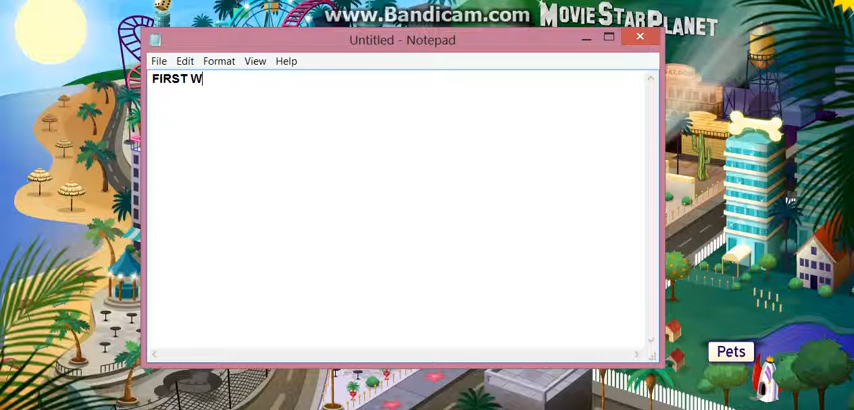 www.Bandicam.com
MOVIESTARPLANET
Untitled - Notepad
File Edit Format View Help
FIRST W
Pets